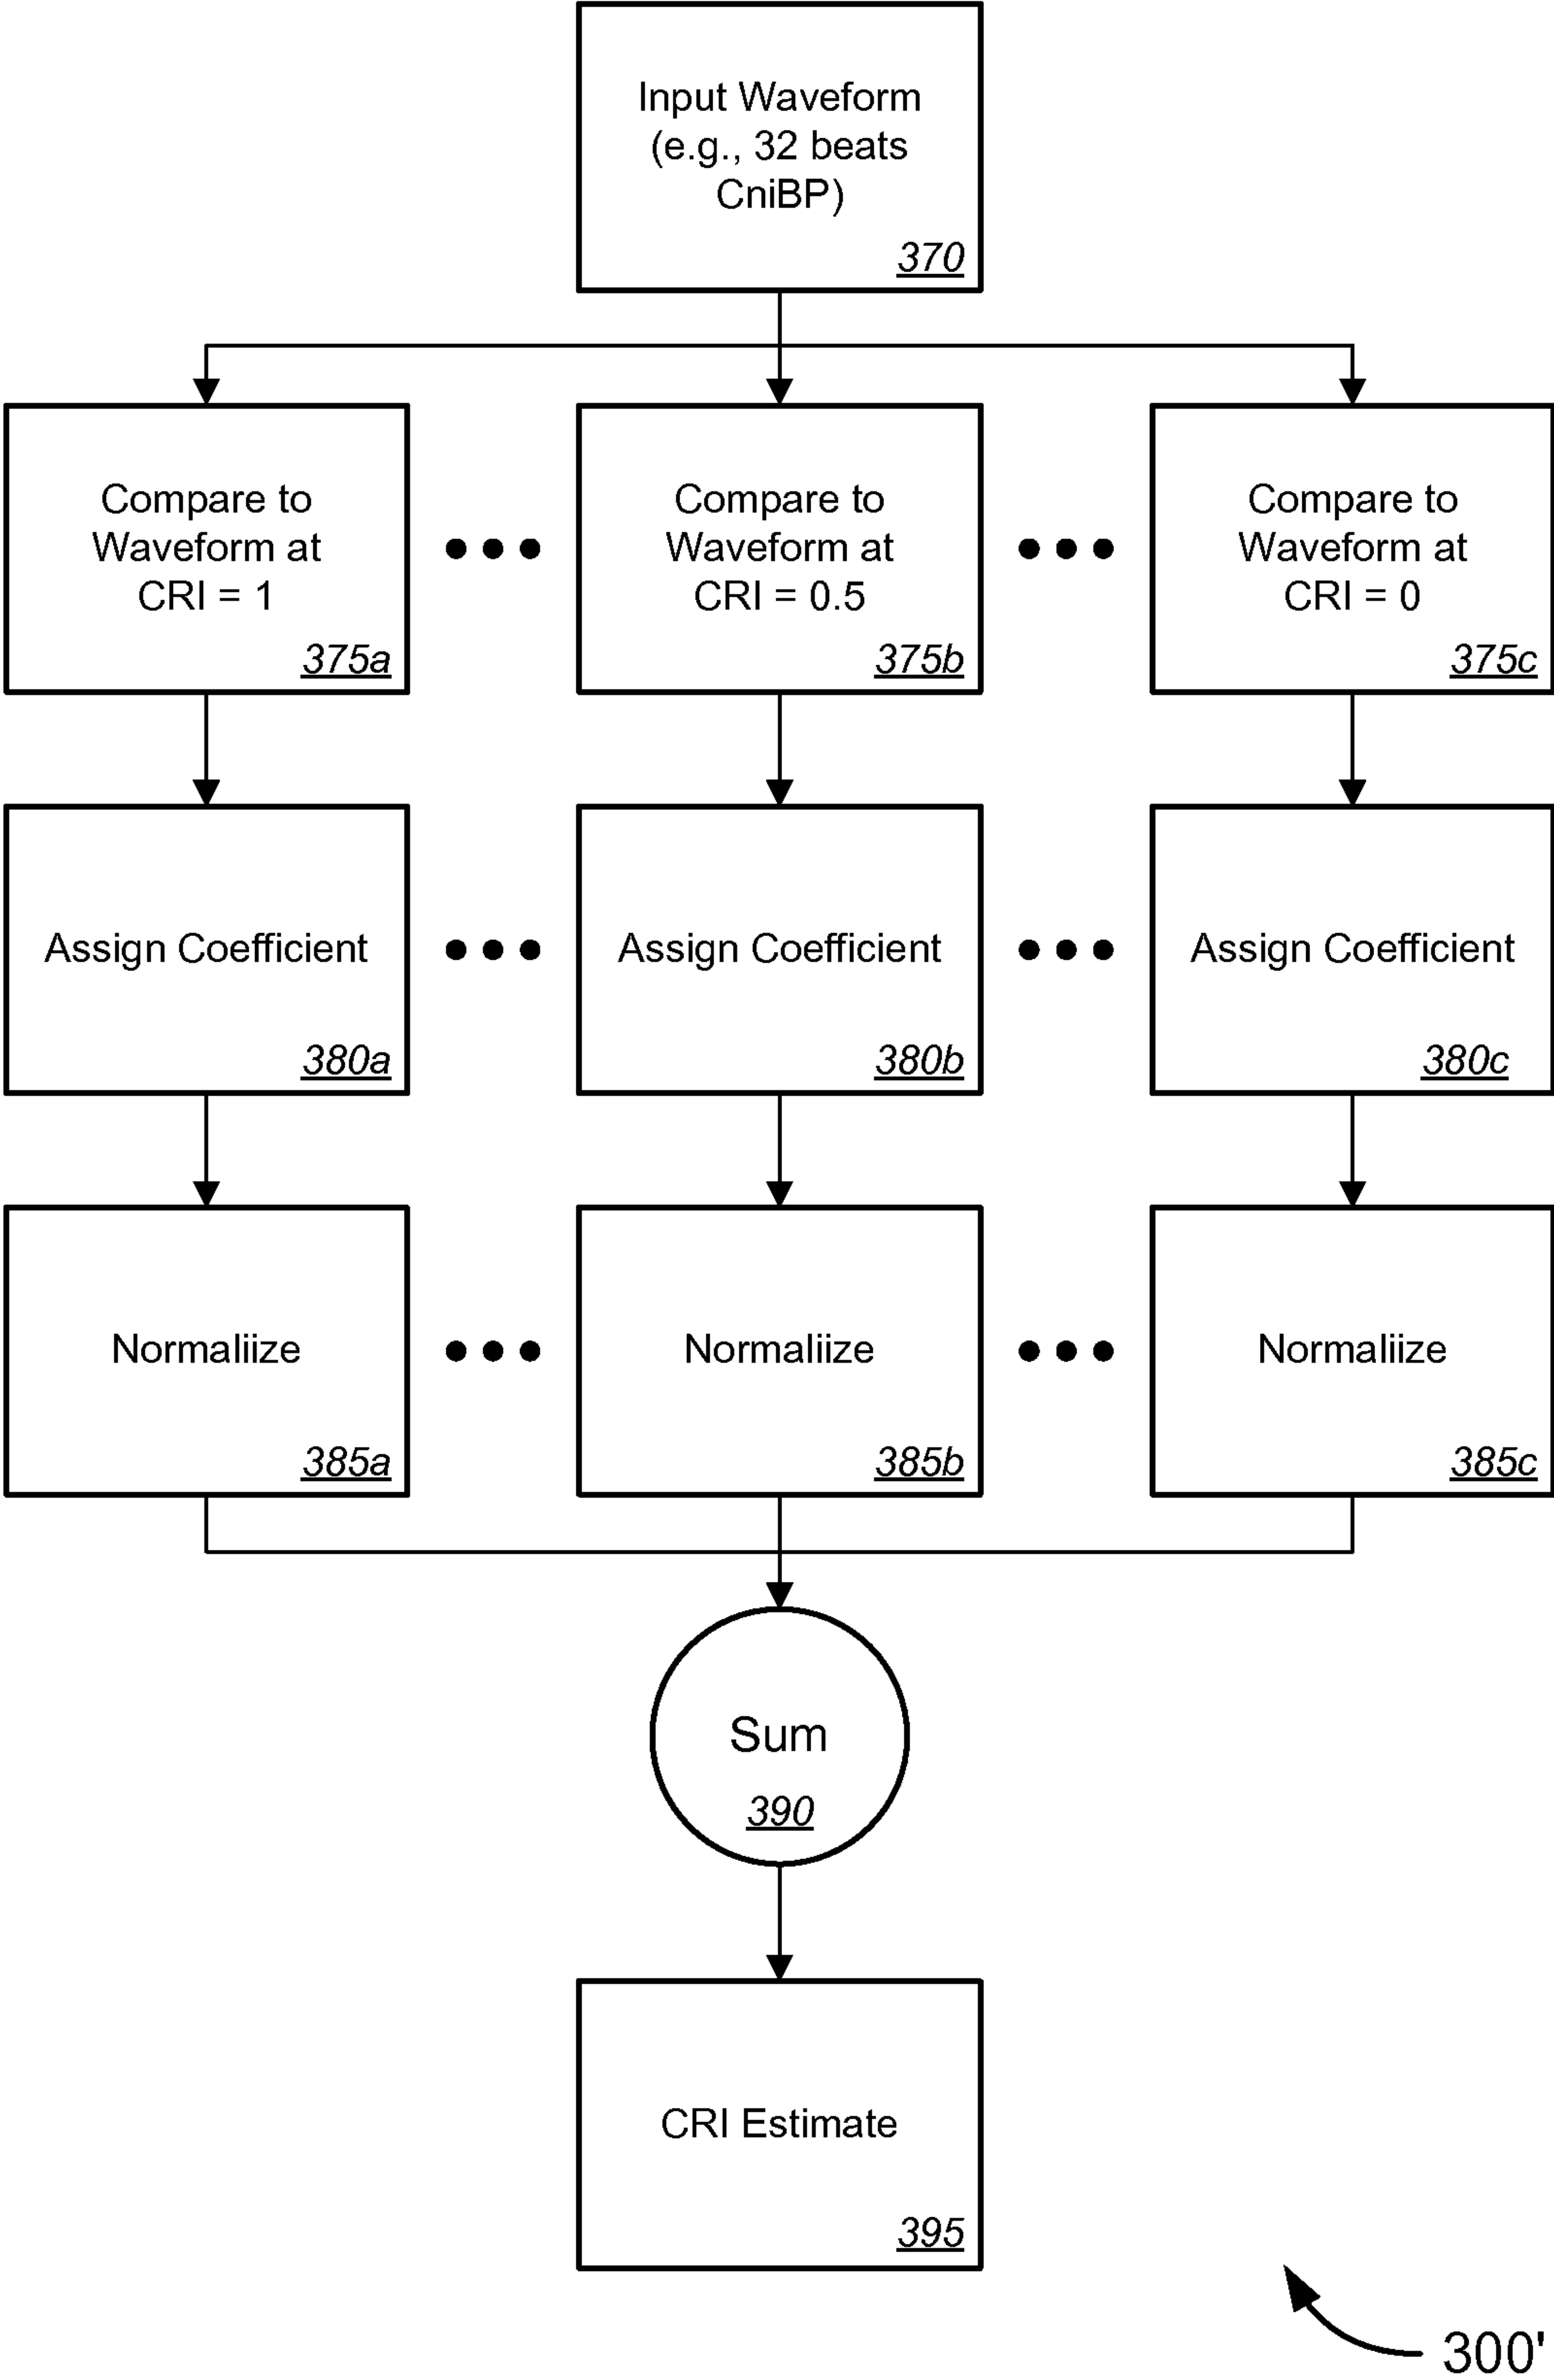 Input Waveform
(e.g., 32 beats
CniBP)
370
Compare to
Waveform at
CRI = 1
375a
Compare to
Waveform at
CRI = 0.5
375b
Compare to
Waveform at
CRI = 0
375c
Assign Coefficient
380a
Assign Coefficient
380b
Assign Coefficient
380c
Normaliize
385a
Normaliize
385b
Normaliize
385c
Sum
390
CRI Estimate
395
300'